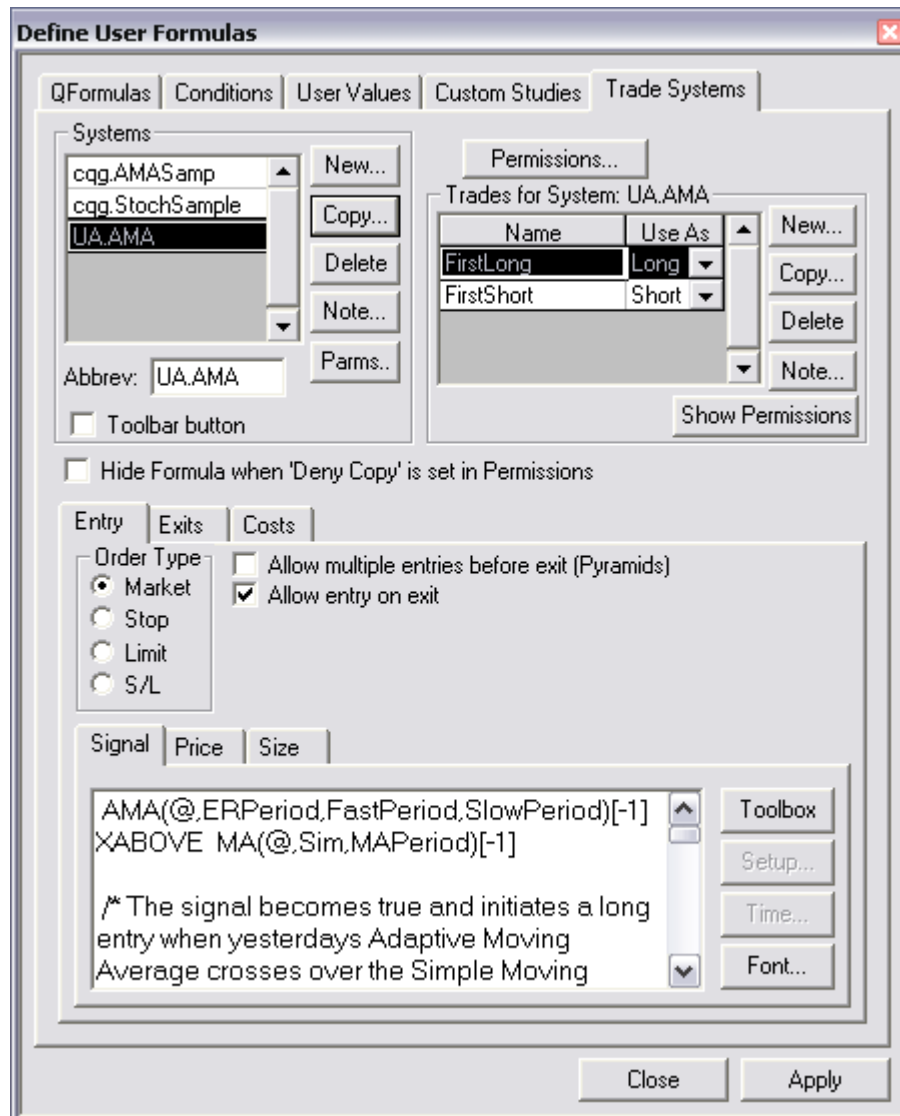 Define User Formulas
QFormulas Conditions User Values Custom Studies Trade Systems
Systems
cqg.AMASamp
cqg.StochSample
UA.AMA
New...
Copy...
Delete
Note...
Parms..
Abbrev: UA.AMA
Toolbar button
Permissions...
Trades for System: UA.AMA
Name Use As
FirstLong Long
FirstShort Short
New...
Copy...
Delete
Note...
Show Permissions
Hide Formula when 'Deny Copy' is set in Permissions
Entry Exits Costs
Order Type
Market
Stop
Limit
S/L
Allow multiple entries before exit (Pyramids)
Allow entry on exit
Signal Price Size
AMA(@,ERPeriod,FastPeriod,SlowPeriod)[-1]
XABOVE MA(@,Sim,MAPeriod)[-1]
/* The signal becomes true and initiates a long
entry when yesterdays Adaptive Moving
Average crosses over the Simple Moving
Toolbox
Setup...
Time...
Font...
Close Apply